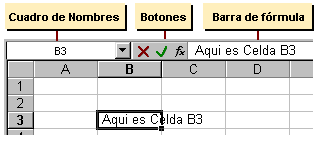 Cuadro de Nombres Botones Barra de fórmula
B3 fx Aqui es Celda B3
A B C D
1
2
3 Aqui es Celda B3